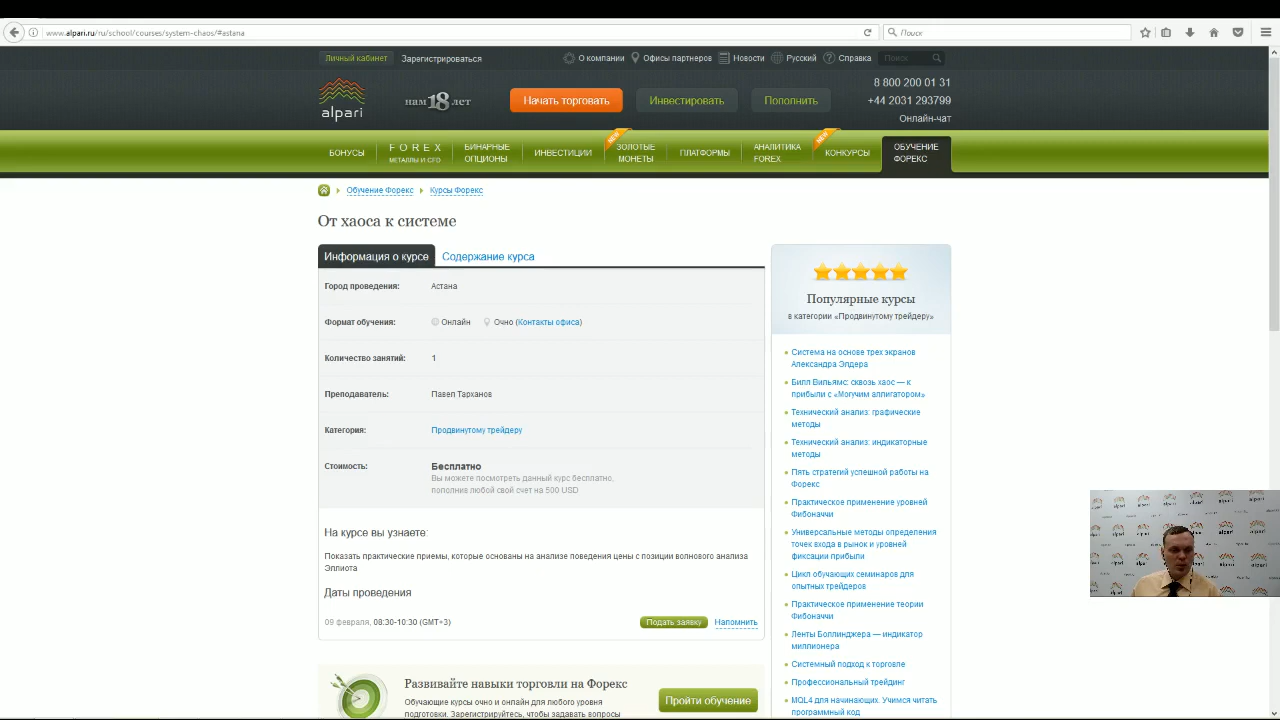 www.alpari.ru/ru/school/courses/system-chaos/#astana
Поиск
Личный кабинет
Зарегистрироваться
О компании
Офисы партнеров
Новости
Русский
Справка
Поиск
alpari
нам 18 лет
Начать торговать
Инвестировать
Пополнить
8 800 200 01 31
+44 2031 293799
Онлайн-чат
БОНУСЫ
FOREX
МЕТАЛЛЫ И CFD
БИНАРНЫЕ
ОПЦИОНЫ
ИНВЕСТИЦИИ
NEW
ЗОЛОТЫЕ
МОНЕТЫ
ПЛАТФОРМЫ
АНАЛИТИКА
FOREX
NEW
КОНКУРСЫ
ОБУЧЕНИЕ
ФОРЕКС
Обучение Форекс
Курсы Форекс
От хаоса к системе
Информация о курсе
Содержание курса
Город проведения: Астана
Формат обучения: Онлайн Очно (Контакты офиса)
Количество занятий: 1
Преподаватель: Павел Тарханов
Категория: Продвинутому трейдеру
Стоимость: Бесплатно
Вы можете посмотреть данный курс бесплатно,
пополнив любой свой счет на 500 USD
На курсе вы узнаете:
Показать практические приемы, которые основаны на анализе поведения цены с позиции волнового анализа
Эллиота
Даты проведения
09 февраля, 08:30-10:30 (GMT+3)
Подать заявку
Напомнить
Развивайте навыки торговли на Форекс
Обучающие курсы очно и онлайн для любого уровня
подготовки. Зарегистрируйтесь, чтобы задавать вопросы
Пройти обучение
Популярные курсы
в категории «Продвинутому трейдеру»
Система на основе трех экранов
Александра Элдера
Билл Вильямс: сквозь хаос — к
прибыли с «Могучим аллигатором»
Технический анализ: графические
методы
Технический анализ: индикаторные
методы
Пять стратегий успешной работы на
Форекс
Практическое применение уровней
Фибоначчи
Универсальные методы определения
точек входа в рынок и уровней
фиксации прибыли
Цикл обучающих семинаров для
опытных трейдеров
Практическое применение теории
Фибоначчи
Ленты Боллинджера — индикатор
миллионера
Системный подход к торговле
Профессиональный трейдинг
MQL4 для начинающих. Учимся читать
программный код